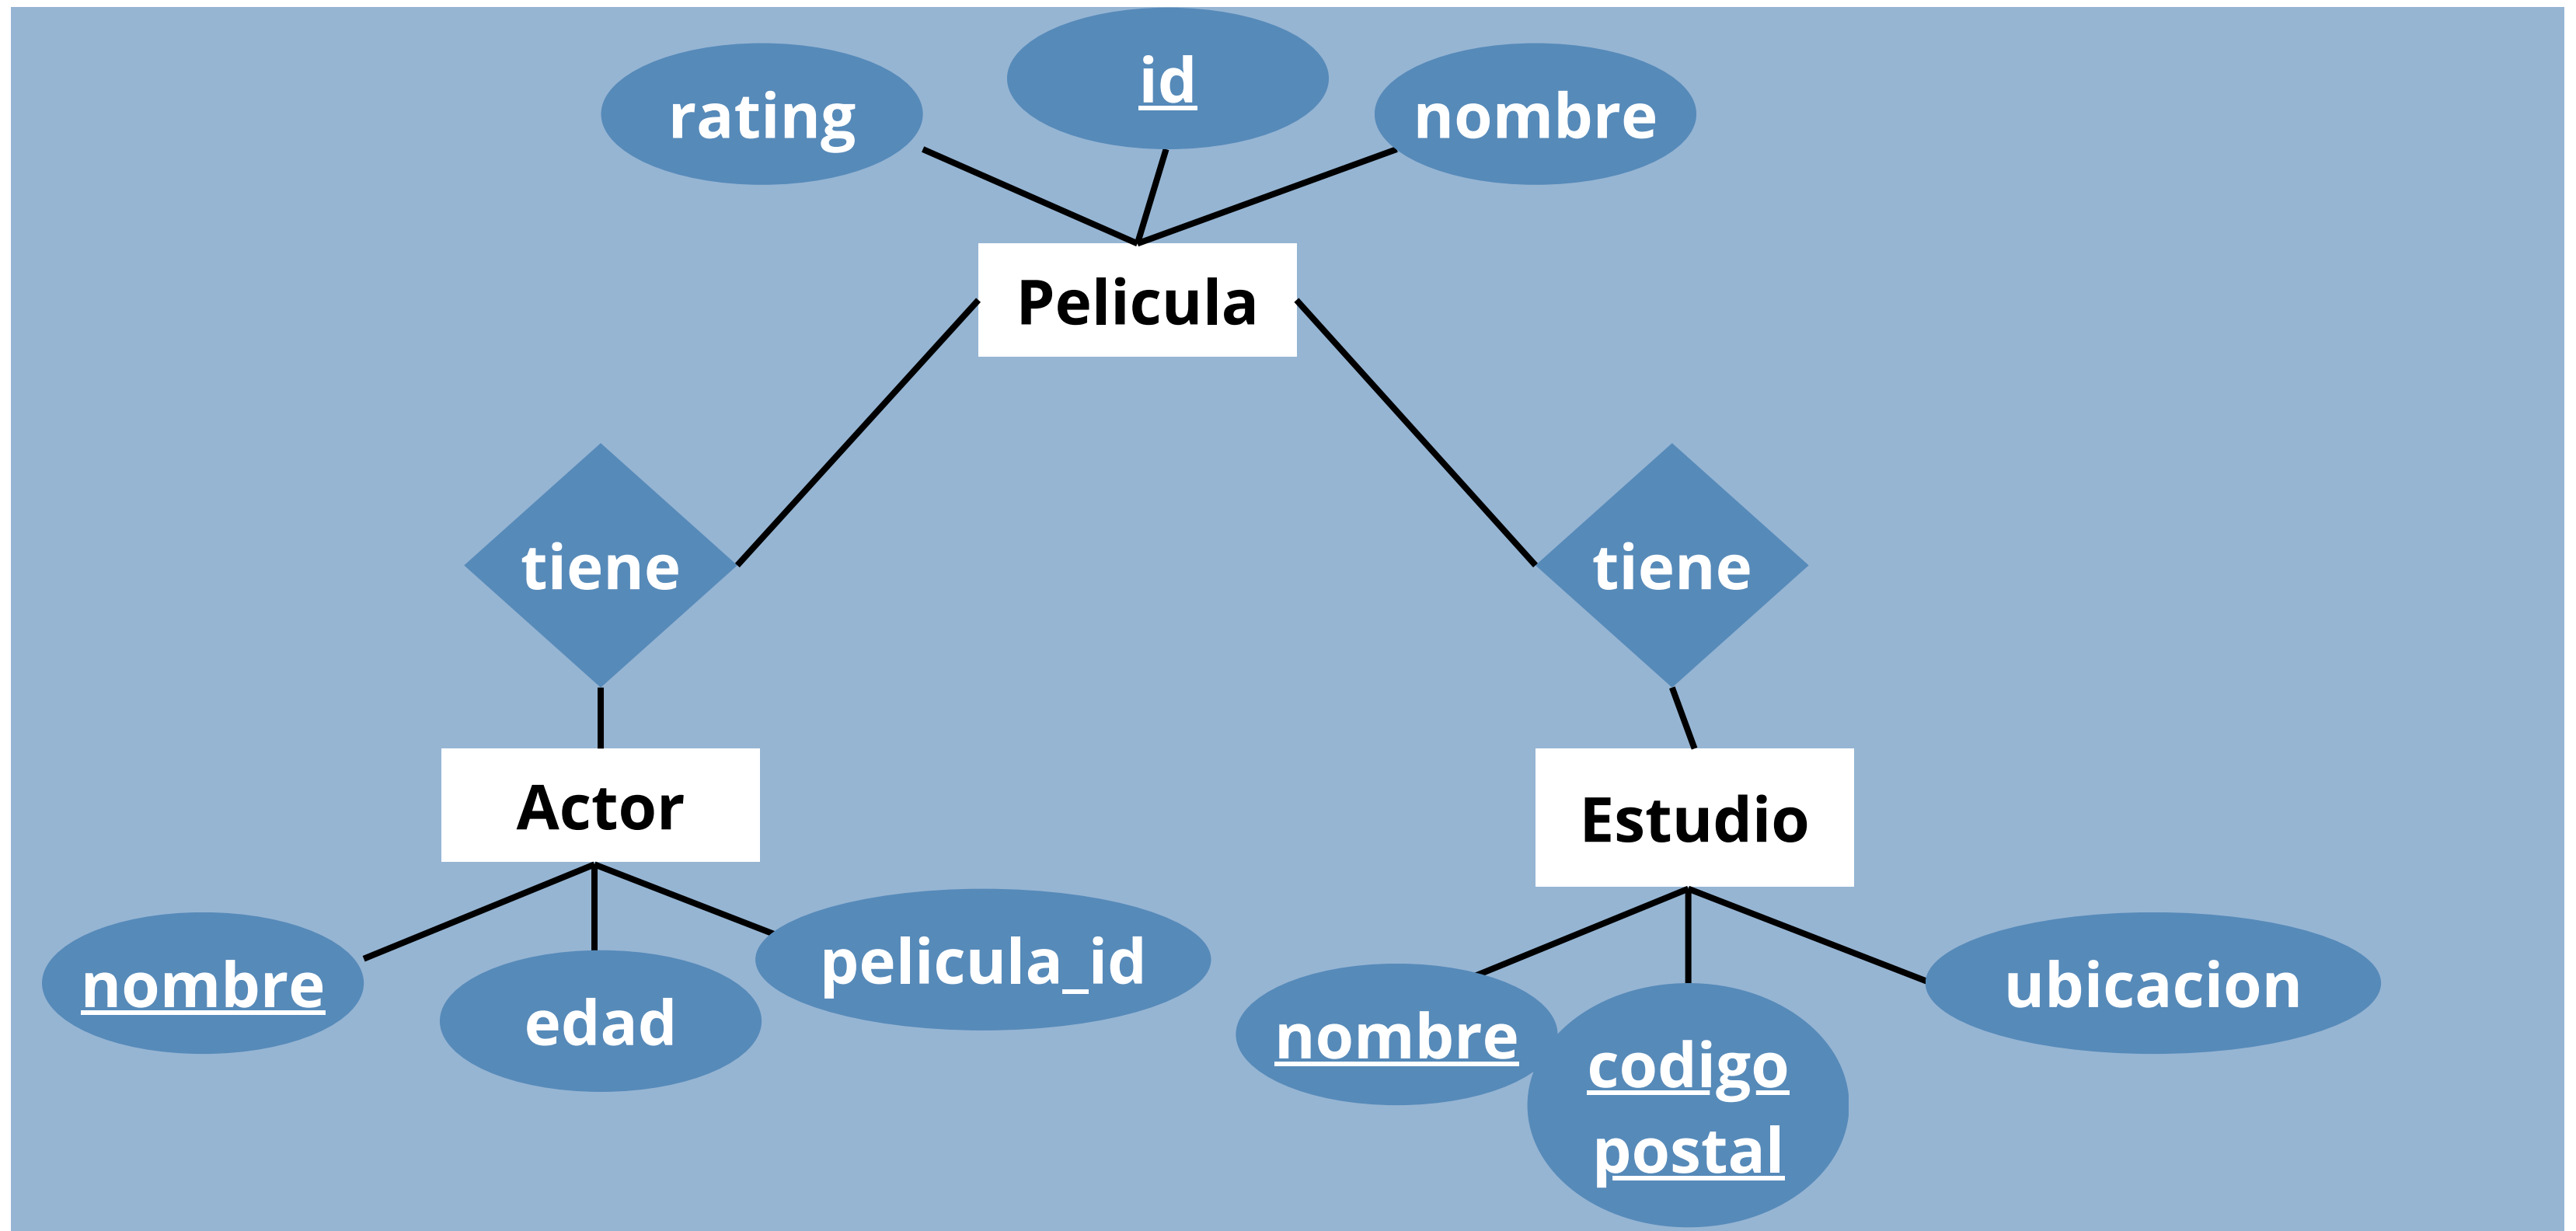 rating
id
nombre
Pelicula
tiene
tiene
Actor
Estudio
nombre
edad
pelicula_id
nombre
codigo
postal
ubicacion